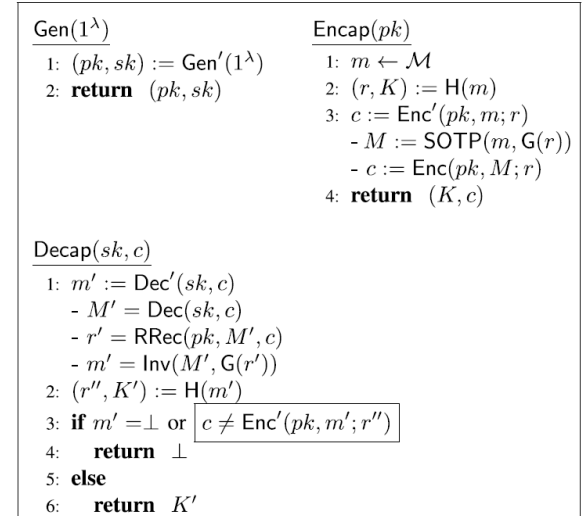 Gen(1^λ)
1: (pk, sk) := Gen′(1^λ)
2: return (pk, sk)
Encap(pk)
1: m ← ℳ
2: (r, K) := H(m)
3: c := Enc′(pk, m; r)
- M := SOTP(m, G(r))
- c := Enc(pk, M; r)
4: return (K, c)
Decap(sk, c)
1: m′ := Dec′(sk, c)
- M′ = Dec(sk, c)
- r′ = RRec(pk, M′, c)
- m′ = Inv(M′, G(r′))
2: (r″, K′) := H(m′)
3: if m′ =⊥ or c ≠ Enc′(pk, m′; r″)
4: return ⊥
5: else
6: return K′